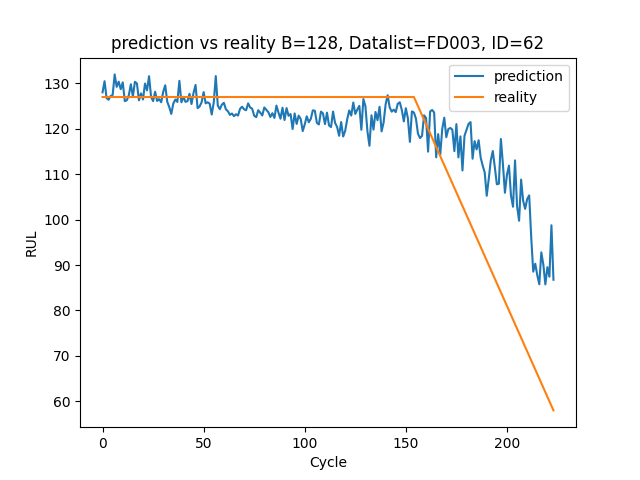 prediction vs reality B=128, Datalist=FD003, ID=62
prediction
reality
RUL
130
120
110
100
90
80
70
60
0
50
100
150
200
Cycle